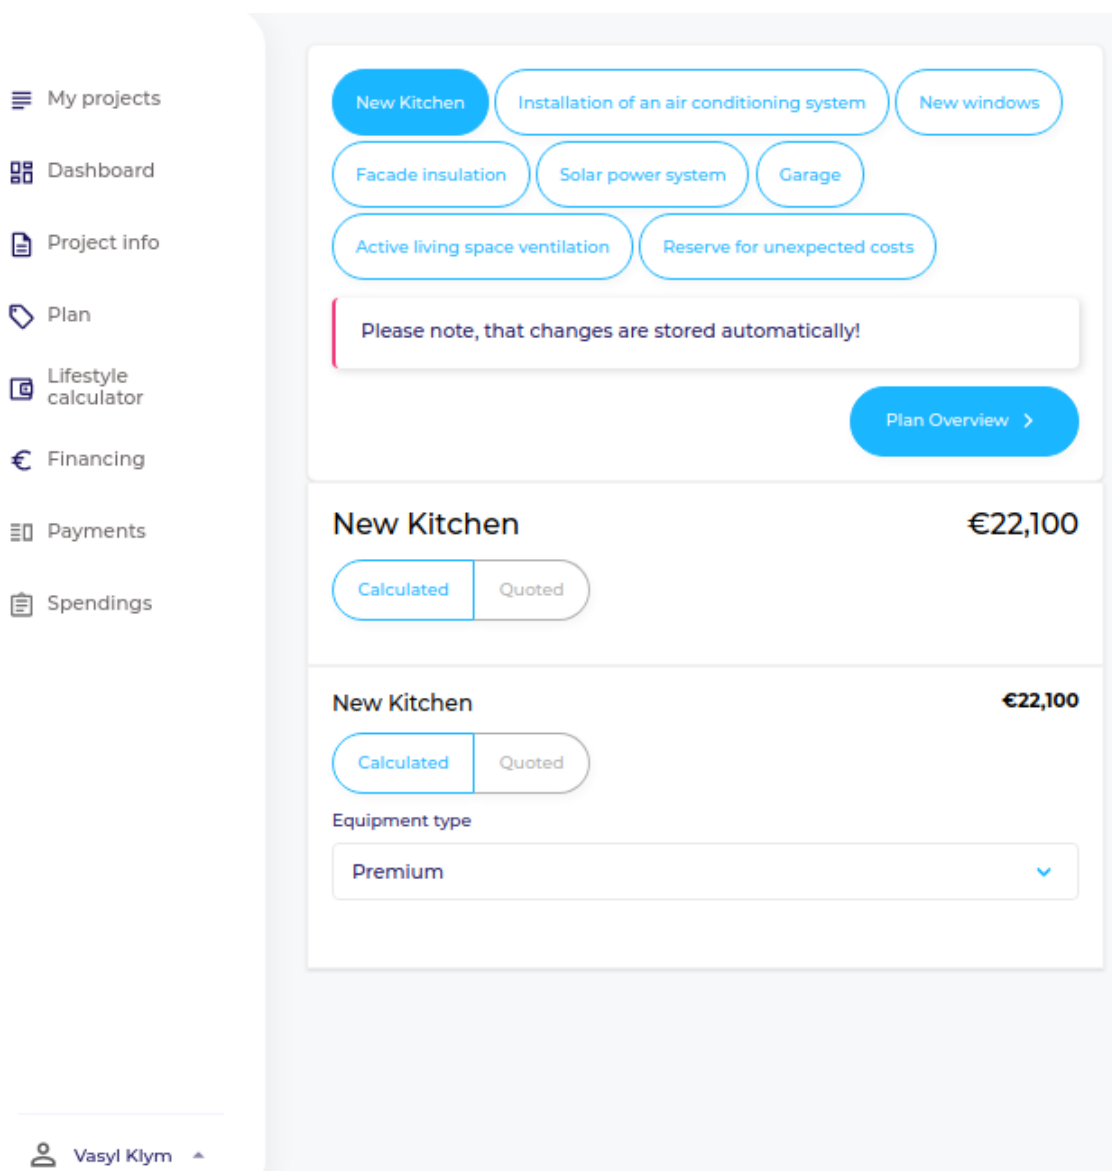 My projects
Dashboard
Project info
Plan
Lifestyle
calculator
Financing
Payments
Spendings
Vasyl Klym
New Kitchen Installation of an air conditioning system New windows
Facade insulation Solar power system Garage
Active living space ventilation Reserve for unexpected costs
Please note, that changes are stored automatically!
Plan Overview
New Kitchen €22,100
Calculated Quoted
New Kitchen €22,100
Calculated Quoted
Equipment type
Premium